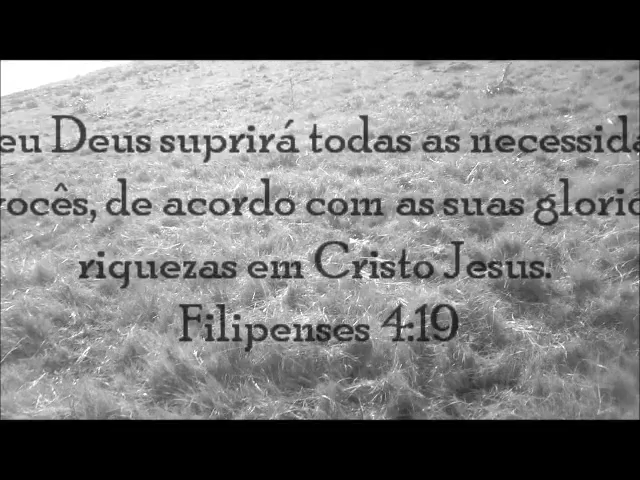 eu Deus suprirá todas as necessida
vocês, de acordo com as suas glorio
riquezas em Cristo Jesus.
Filipenses 4:19